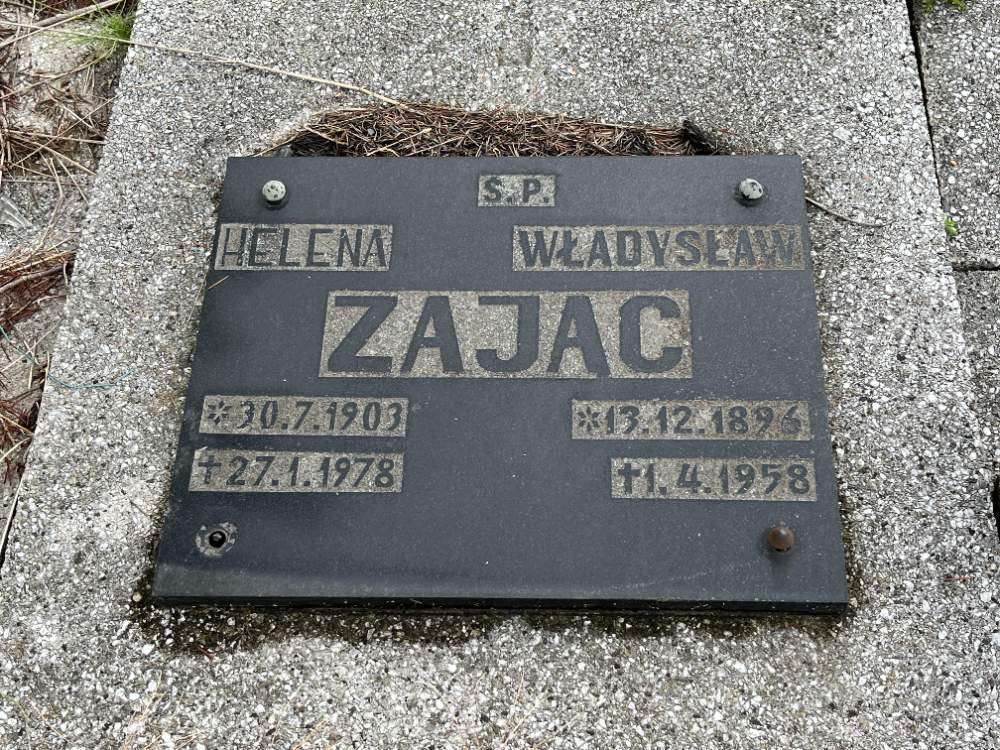 S.P.
HELENA WŁADYSŁAW
ZAJAC
*30.7.1903 *13.12.1896
†27.1.1978 †1.4.1958